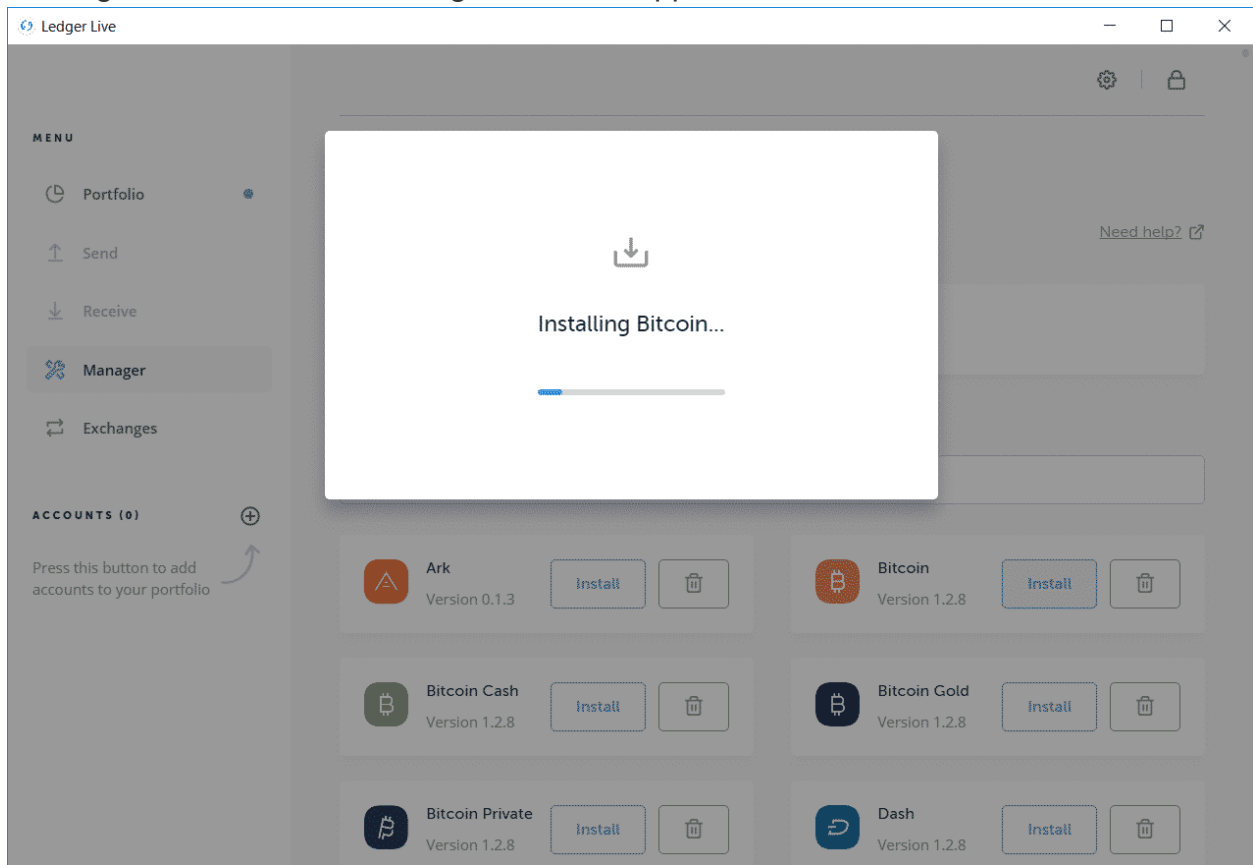 Ledger Live
MENU
Portfolio
Send
Need help?
Receive
Installing Bitcoin...
Manager
Exchanges
ACCOUNTS (0)
Press this button to add
accounts to your portfolio
Ark
Version 0.1.3
Install
Bitcoin
Version 1.2.8
Install
Bitcoin Cash
Version 1.2.8
Install
Bitcoin Gold
Version 1.2.8
Install
Bitcoin Private
Version 1.2.8
Install
Dash
Version 1.2.8
Install